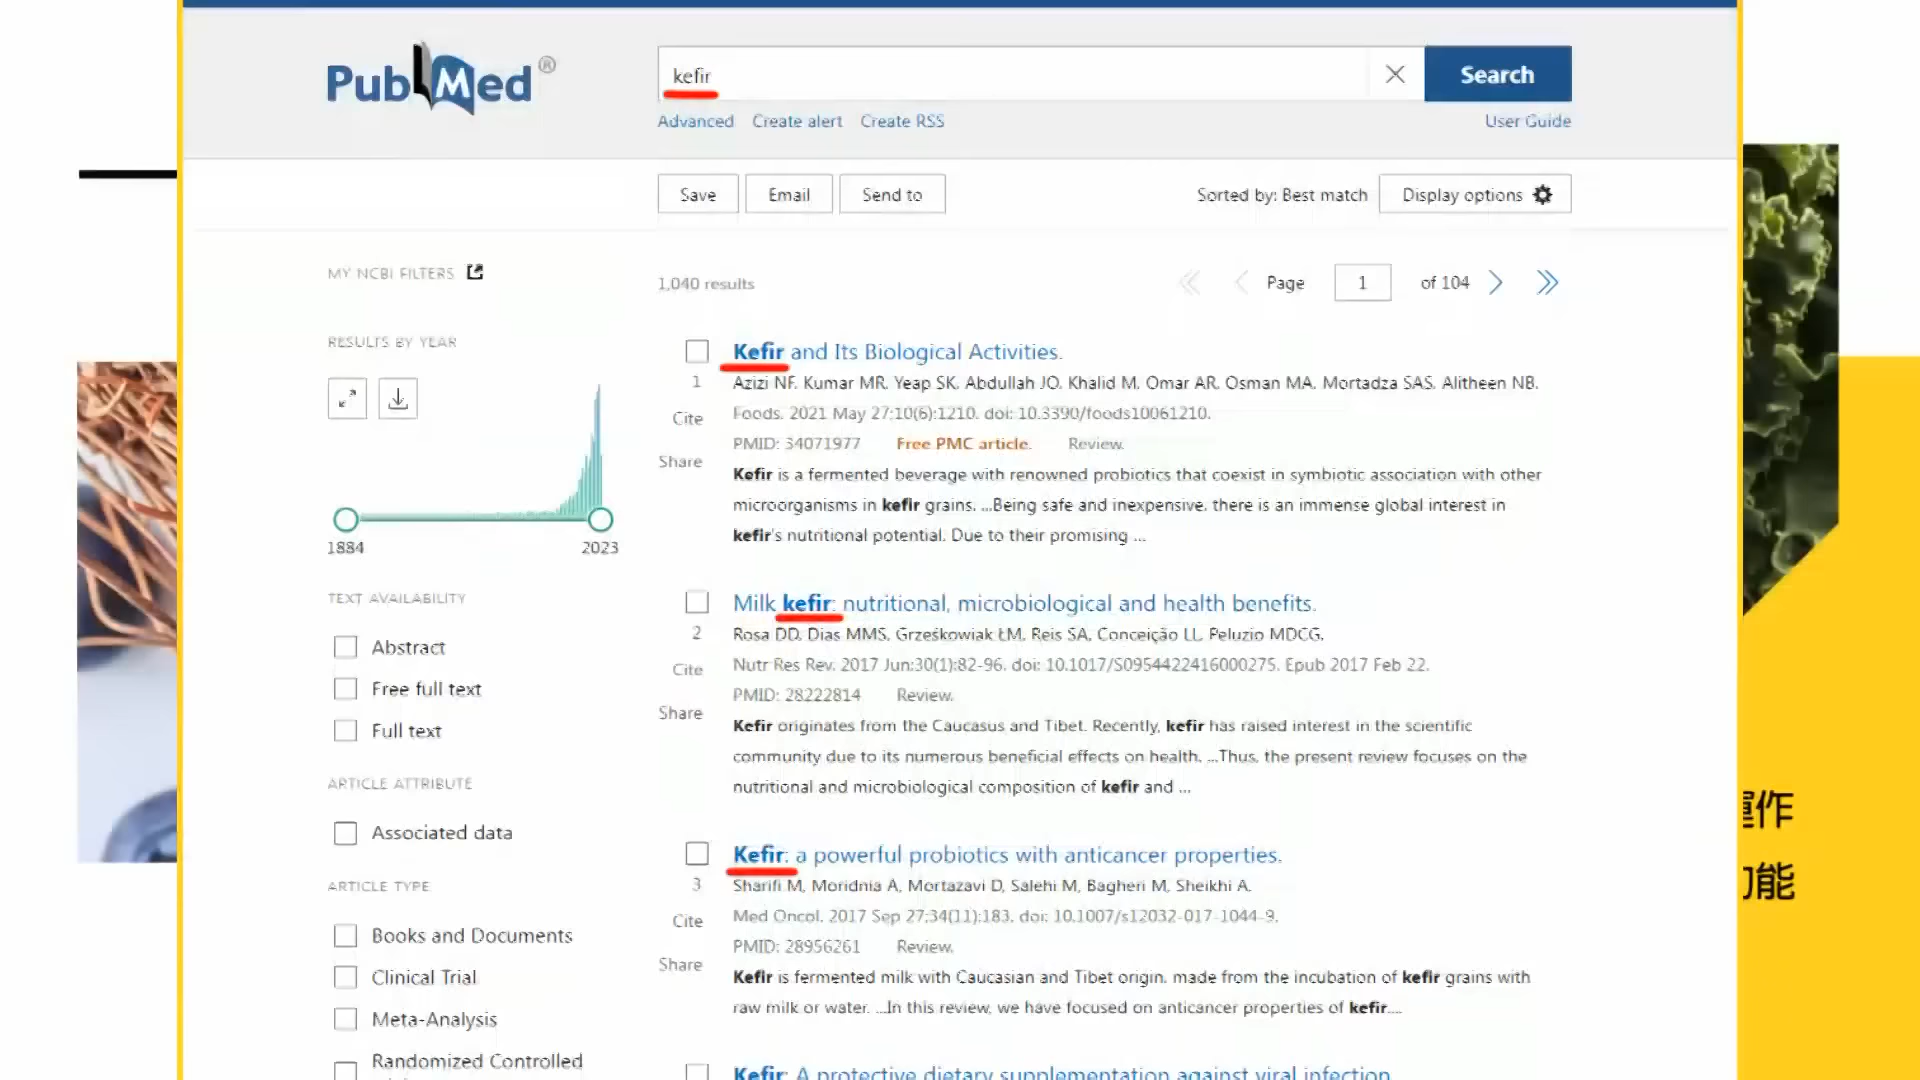 PubMed®
kefir
Search
Advanced Create alert Create RSS
User Guide
Save Email Send to
Sorted by: Best match Display options
MY NCBI FILTERS
1,040 results
Page 1 of 104
RESULTS BY YEAR
1884 2023
TEXT AVAILABILITY
Abstract
Free full text
Full text
ARTICLE ATTRIBUTE
Associated data
ARTICLE TYPE
Books and Documents
Clinical Trial
Meta-Analysis
Randomized Controlled
Kefir and Its Biological Activities.
1
Azizi NF, Kumar MR, Yeap SK, Abdullah JO, Khalid M, Omar AR, Osman MA, Mortadza SAS, Alitheen NB.
Cite
Foods. 2021 May 27;10(6):1210. doi: 10.3390/foods10061210.
PMID: 34071977 Free PMC article. Review.
Share
Kefir is a fermented beverage with renowned probiotics that coexist in symbiotic association with other
microorganisms in kefir grains. ...Being safe and inexpensive, there is an immense global interest in
kefir's nutritional potential. Due to their promising ...
Milk kefir: nutritional, microbiological and health benefits.
2
Rosa DD, Dias MMS, Grześkowiak ŁM, Reis SA, Conceição LL, Peluzio MDCG.
Cite
Nutr Res Rev. 2017 Jun;30(1):82-96. doi: 10.1017/S0954422416000275. Epub 2017 Feb 22.
PMID: 28222814 Review.
Share
Kefir originates from the Caucasus and Tibet. Recently, kefir has raised interest in the scientific
community due to its numerous beneficial effects on health. ...Thus, the present review focuses on the
nutritional and microbiological composition of kefir and ...
Kefir: a powerful probiotics with anticancer properties.
3
Sharifi M, Moridnia A, Mortazavi D, Salehi M, Bagheri M, Sheikhi A.
Cite
Med Oncol. 2017 Sep 27;34(11):183. doi: 10.1007/s12032-017-1044-9.
PMID: 28956261 Review.
Share
Kefir is fermented milk with Caucasian and Tibet origin, made from the incubation of kefir grains with
raw milk or water. ...In this review, we have focused on anticancer properties of kefir....
Kefir: A protective dietary supplementation against viral infection.
運作
功能